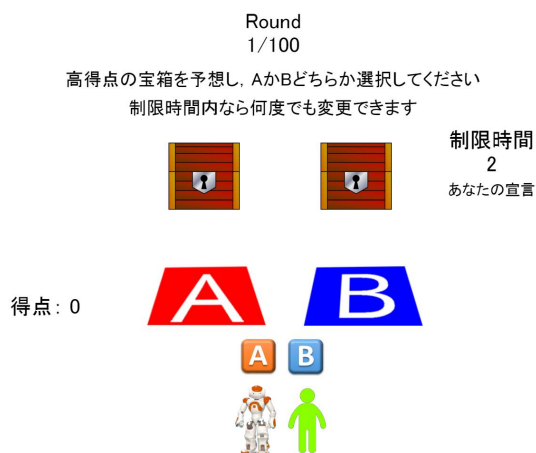 Round
1/100
高得点の宝箱を予想し, AかBどちらか選択してください
制限時間内なら何度でも変更できます
制限時間
2
あなたの宣言
得点: 0
A
B
A
B